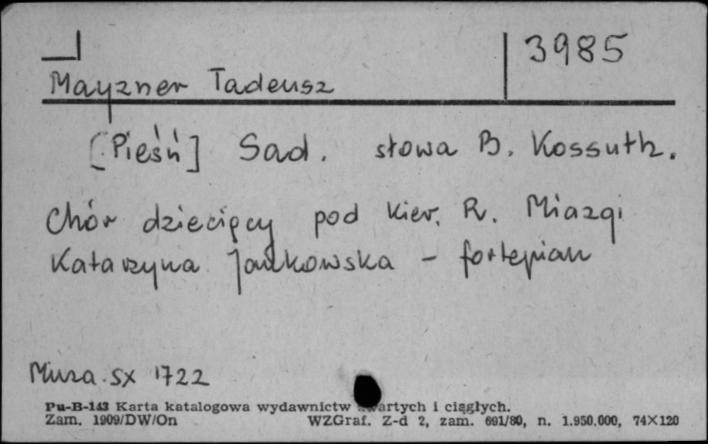 3985
Mayzner Tadeusz
[Pieśń] Sad. słowa B. Kossuth.
Chór dziecięcy pod kier. R. Miazgi
Katarzyna Jankowska - fortepian
Muza SX 1722
Pu-B-143 Karta katalogowa wydawnictw zwartych i ciągłych.
Zam. 1909/DW/On WZGraf. Z-d 2, zam. 691/80, n. 1.950.000, 74X120